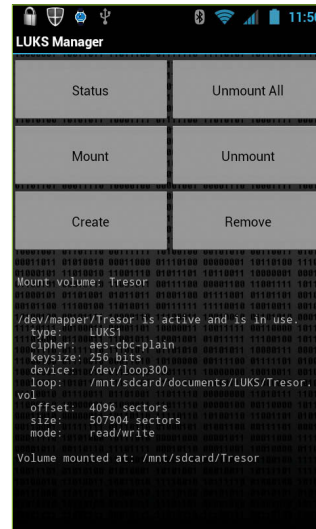 11:50
LUKS Manager
Status Unmount All
Mount Unmount
Create Remove
Mount volume: Tresor
/dev/mapper/Tresor is active and is in use.
type: LUKS1
cipher: aes-cbc-plain
keysize: 256 bits
device: /dev/loop300
loop: /mnt/sdcard/documents/LUKS/Tresor.
vol
offset: 4096 sectors
size: 507904 sectors
mode: read/write
Volume mounted at: /mnt/sdcard/Tresor